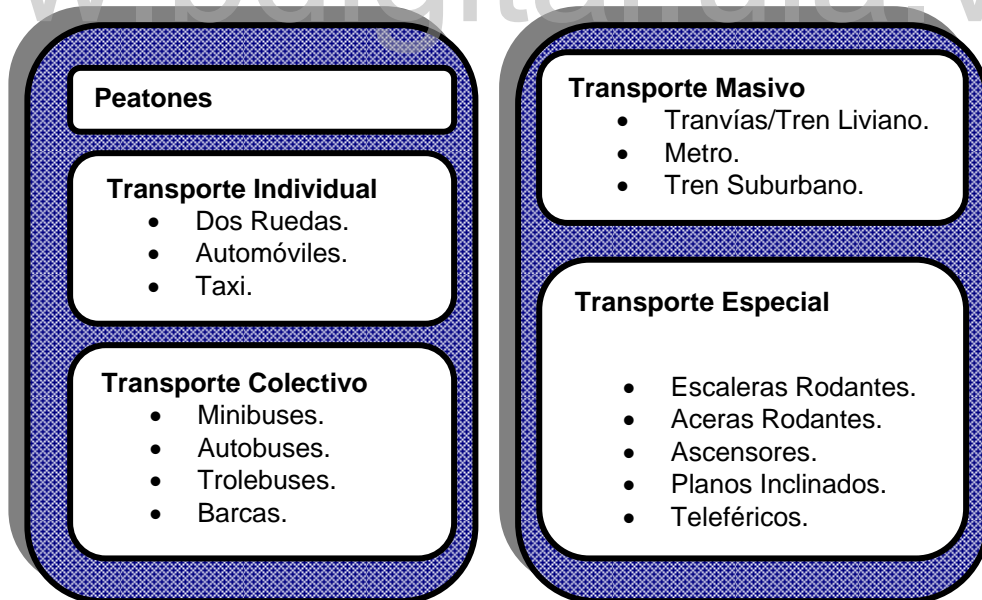 Peatones
Transporte Individual
• Dos Ruedas.
• Automóviles.
• Taxi.
Transporte Colectivo
• Minibuses.
• Autobuses.
• Trolebuses.
• Barcas.
Transporte Masivo
• Tranvías/Tren Liviano.
• Metro.
• Tren Suburbano.
Transporte Especial
• Escaleras Rodantes.
• Aceras Rodantes.
• Ascensores.
• Planos Inclinados.
• Teleféricos.